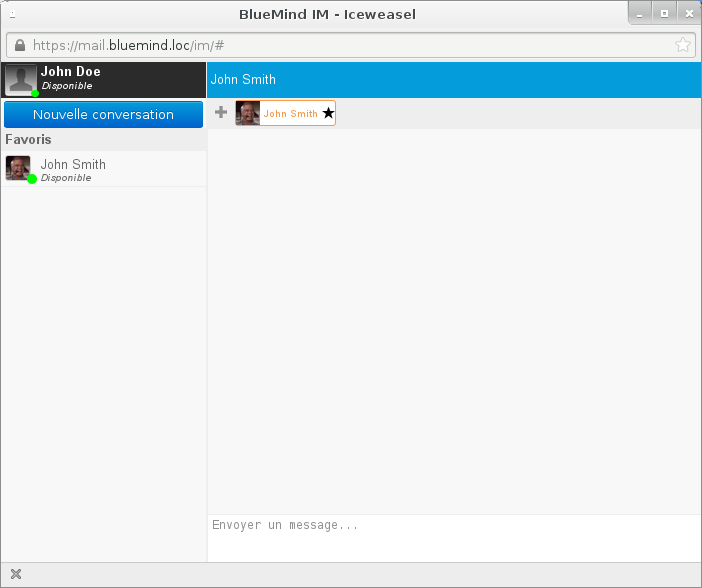 BlueMind IM - Iceweasel
https://mail.bluemind.loc/im/#
John Doe
Disponible
John Smith
Nouvelle conversation
John Smith
Favoris
John Smith
Disponible
Envoyer un message...